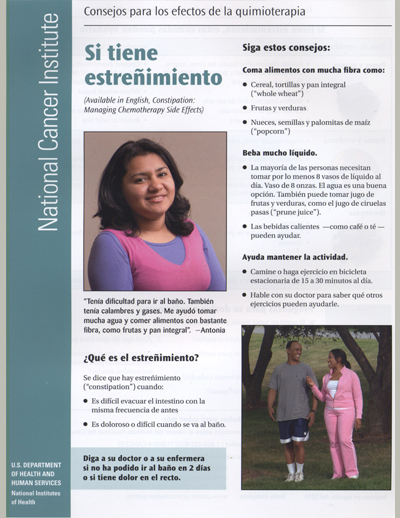 Consejos para los efectos de la quimioterapia
National Cancer Institute
Si tiene
estreñimiento
(Available in English, Constipation:
Managing Chemotherapy Side Effects)
"Tenía dificultad para ir al baño. También
tenía calambres y gases. Me ayudó tomar
mucha agua y comer alimentos con bastante
fibra, como frutas y pan integral". —Antonia
¿Qué es el estreñimiento?
Se dice que hay estreñimiento
("constipation") cuando:
● Es difícil evacuar el intestino con la
misma frecuencia de antes
● Es doloroso o difícil cuando se va al baño.
Diga a su doctor o a su enfermera
si no ha podido ir al baño en 2 días
o si tiene dolor en el recto.
Siga estos consejos:
Coma alimentos con mucha fibra como:
● Cereal, tortillas y pan integral
("whole wheat")
● Frutas y verduras
● Nueces, semillas y palomitas de maíz
("popcorn")
Beba mucho líquido.
● La mayoría de las personas necesitan
tomar por lo menos 8 vasos de líquido al
día. Vaso de 8 onzas. El agua es una buena
opción. También puede tomar jugo de
frutas y verduras, como el jugo de ciruelas
pasas ("prune juice").
● Las bebidas calientes —como café o té —
pueden ayudar.
Ayuda mantener la actividad.
● Camine o haga ejercicio en bicicleta
estacionaria de 15 a 30 minutos al día.
● Hable con su doctor para saber qué otros
ejercicios pueden ayudarle.
U.S. DEPARTMENT
OF HEALTH AND
HUMAN SERVICES
National Institutes
of Health